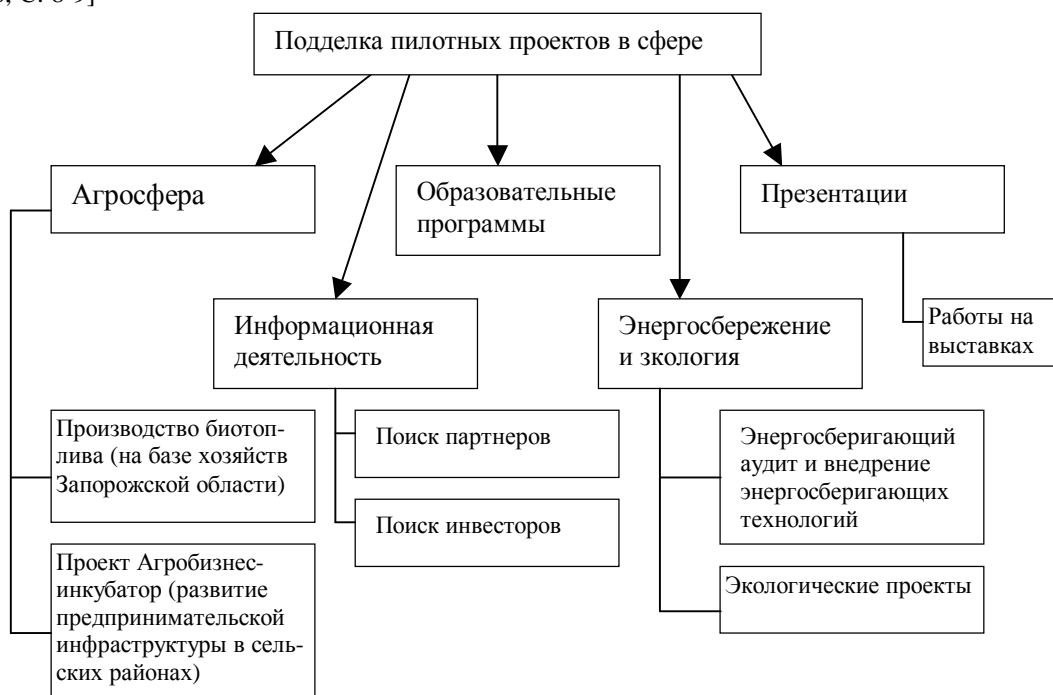 , С. 6-9]
Подделка пилотных проектов в сфере
Агросфера
Образовательные
программы
Презентации
Информационная
деятельность
Энергосбережение
и зкология
Работы на
выставках
Производство биотоп-
лива (на базе хозяйств
Запорожской области)
Поиск партнеров
Энергосберигающий
аудит и внедрение
энергосберигающих
технологий
Поиск инвесторов
Проект Агробизнес-
инкубатор (развитие
предпринимательской
инфраструктуры в сель-
ских районах)
Экологические проекты